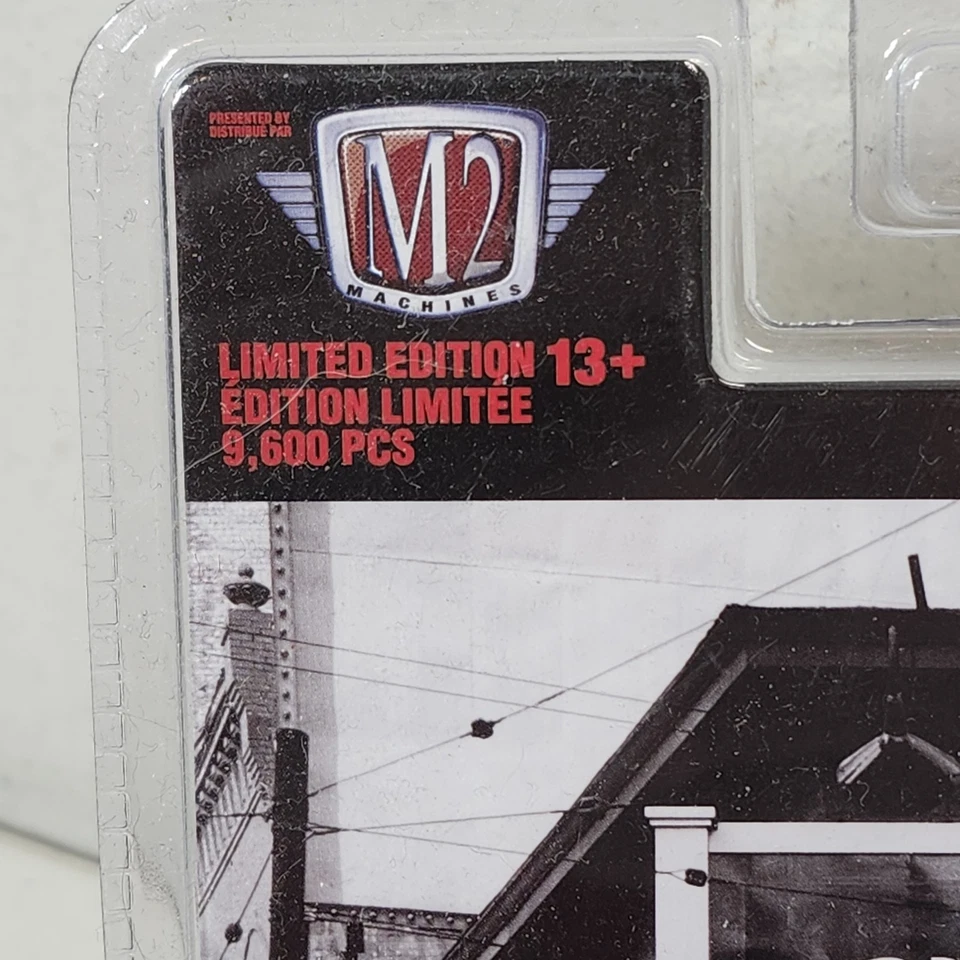 PRESENTED BY
DISTRIBUÉ PAR
M2
MACHINES
LIMITED EDITION 13+
ÉDITION LIMITÉE
9,600 PCS